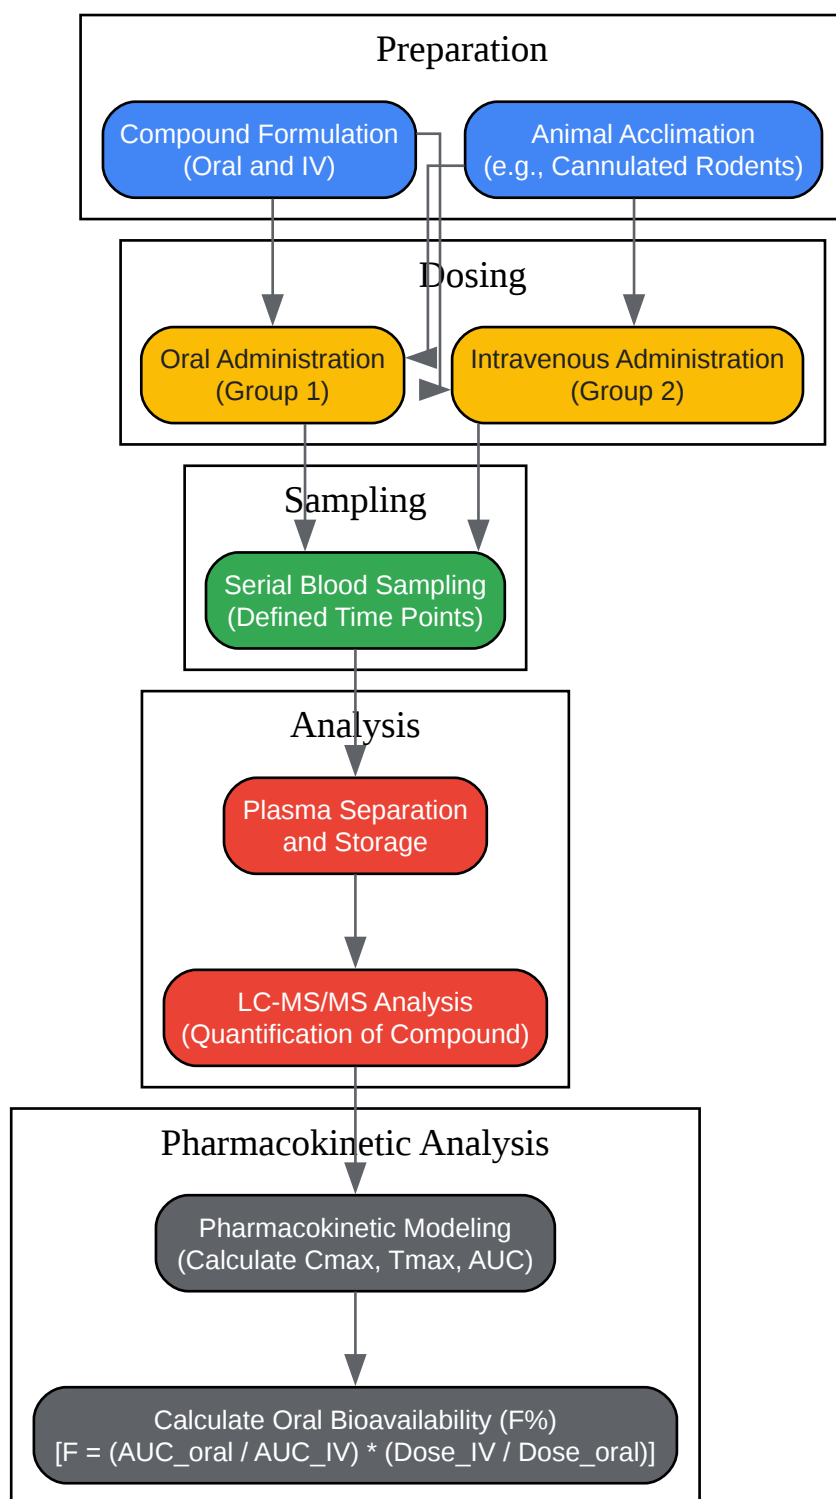 Preparation
Compound Formulation
(Oral and IV)
Animal Acclimation
(e.g., Cannulated Rodents)
Dosing
Oral Administration
(Group 1)
Intravenous Administration
(Group 2)
Sampling
Serial Blood Sampling
(Defined Time Points)
Analysis
Plasma Separation
and Storage
LC-MS/MS Analysis
(Quantification of Compound)
Pharmacokinetic Analysis
Pharmacokinetic Modeling
(Calculate Cmax, Tmax, AUC)
Calculate Oral Bioavailability (F%)
[F = (AUC_oral / AUC_IV) * (Dose_IV / Dose_oral)]